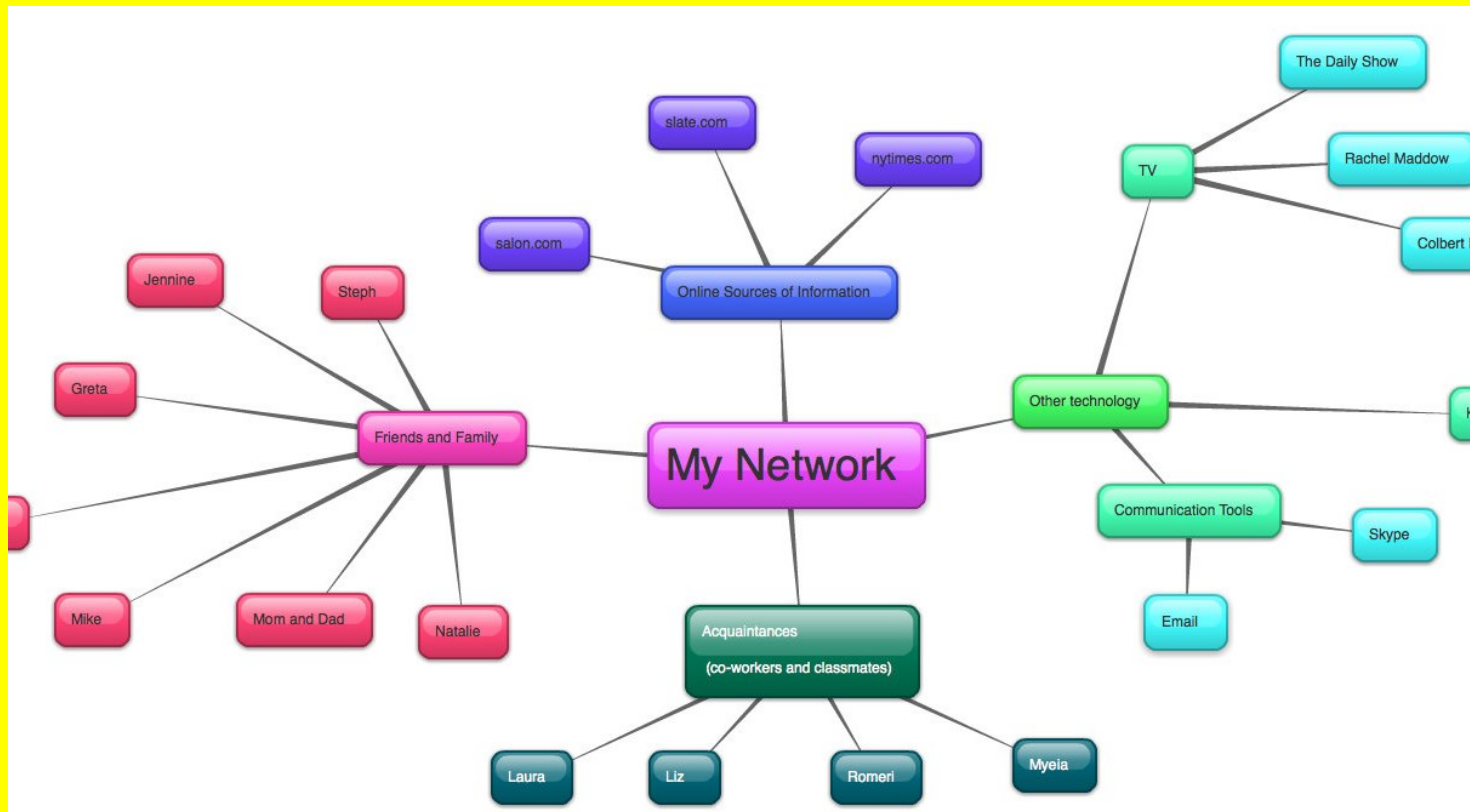 The Daily Show
slate.com
nytimes.com
Rachel Maddow
TV
salon.com
Colbert
Jennine
Steph
Online Sources of Information
Greta
Other technology
Friends and Family
My Network
Communication Tools
Skype
Mike
Mom and Dad
Natalie
Email
Acquaintances
(co-workers and classmates)
Laura
Liz
Romeri
Myeia